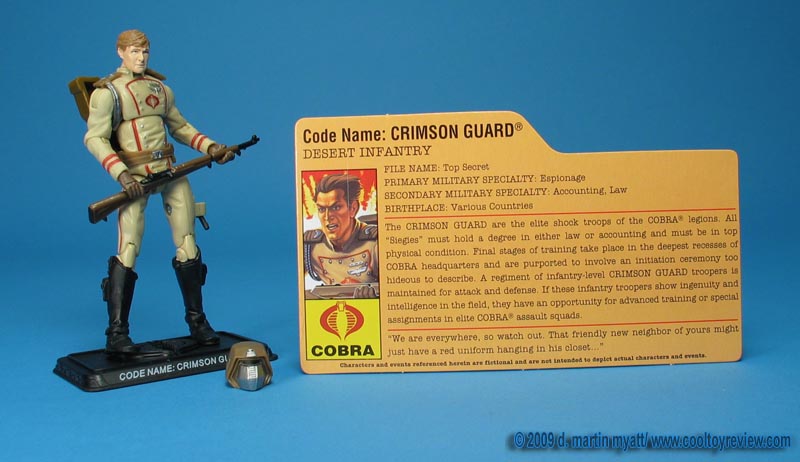 Code Name: CRIMSON GUARD®
DESERT INFANTRY
FILE NAME: Top Secret
PRIMARY MILITARY SPECIALTY: Espionage
SECONDARY MILITARY SPECIALTY: Accounting, Law
BIRTHPLACE: Various Countries
The CRIMSON GUARD are the elite shock troops of the COBRA® legions. All
"Siegies" must hold a degree in either law or accounting and must be in top
physical condition. Final stages of training take place in the deepest recesses of
COBRA headquarters and are purported to involve an initiation ceremony too
hideous to describe. A regiment of infantry-level CRIMSON GUARD troopers is
maintained for attack and defense. If these infantry troopers show ingenuity and
intelligence in the field, they have an opportunity for advanced training or special
assignments in elite COBRA® assault squads.
"We are everywhere, so watch out. That friendly new neighbor of yours might
just have a red uniform hanging in his closet..."
COBRA
Characters and events referenced herein are fictional and are not intended to depict actual characters and events.
CODE NAME: CRIMSON GU
© 2009 d. martin myatt/ www.cooltoyreview.com